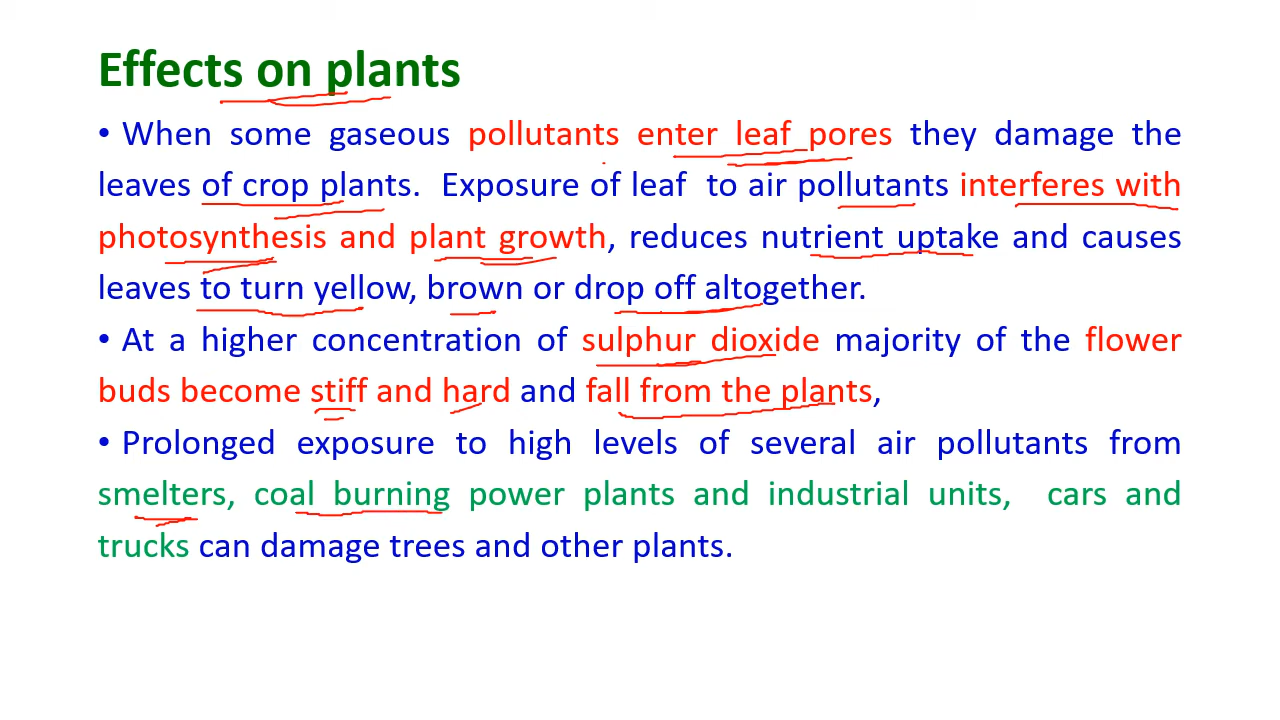 Effects on plants
• When some gaseous pollutants enter leaf pores they damage the
leaves of crop plants. Exposure of leaf to air pollutants interferes with
photosynthesis and plant growth, reduces nutrient uptake and causes
leaves to turn yellow, brown or drop off altogether.
• At a higher concentration of sulphur dioxide majority of the flower
buds become stiff and hard and fall from the plants,
• Prolonged exposure to high levels of several air pollutants from
smelters, coal burning power plants and industrial units, cars and
trucks can damage trees and other plants.